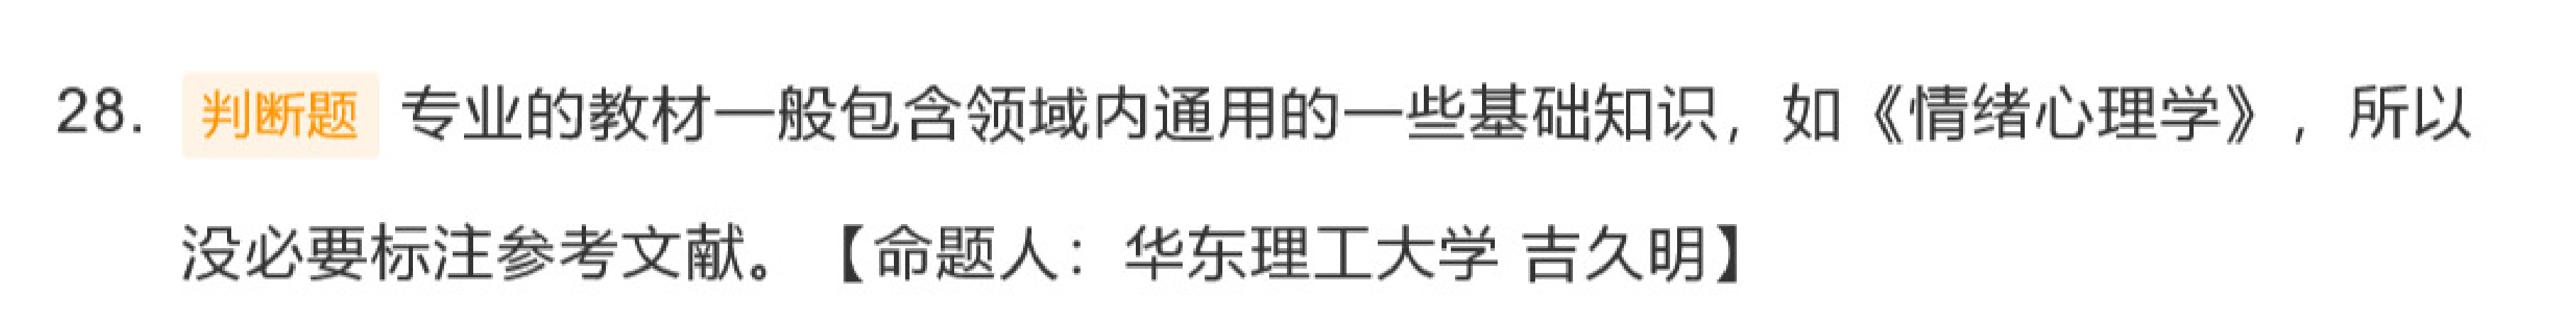 28. 判断题 专业的教材一般包含领域内通用的一些基础知识，如《情绪心理学》，所以
没必要标注参考文献。【命题人：华东理工大学 吉久明】